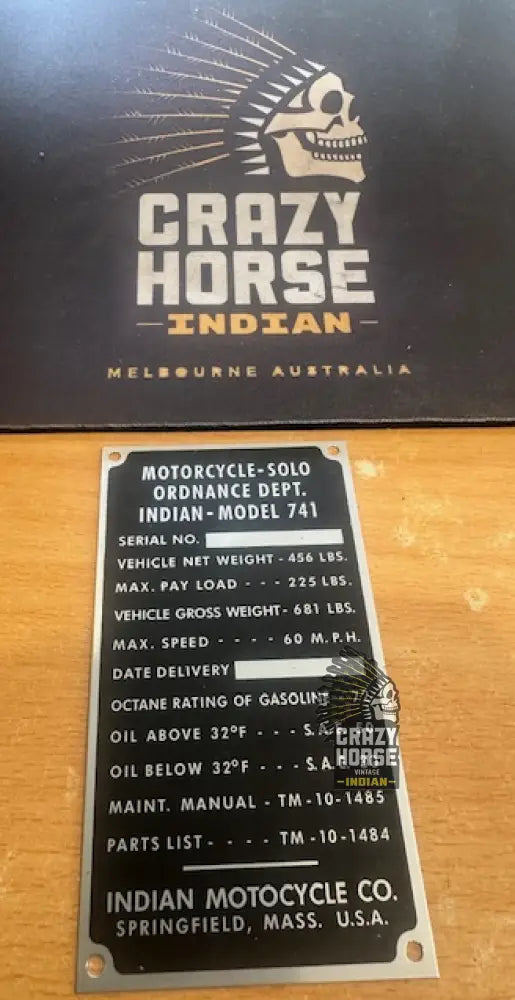 CRAZY
HORSE
INDIAN
MELBOURNE AUSTRALIA
MOTORCYCLE-SOLO
ORDNANCE DEPT.
INDIAN-MODEL 741
SERIAL NO.
VEHICLE NET WEIGHT - 456 LBS.
MAX. PAY LOAD - - - 225 LBS.
VEHICLE GROSS WEIGHT- 681 LBS.
MAX. SPEED - - - - 60 M.P.H.
DATE DELIVERY
OCTANE RATING OF GASOLINE
OIL ABOVE 32°F - - -
OIL BELOW 32°F - - -
CRAZY
HORSE
VINTAGE
INDIAN
MAINT. MANUAL - TM-10-1485
PARTS LIST - - - - TM-10-1484
INDIAN MOTOCYCLE CO.
SPRINGFIELD, MASS. U.S.A.